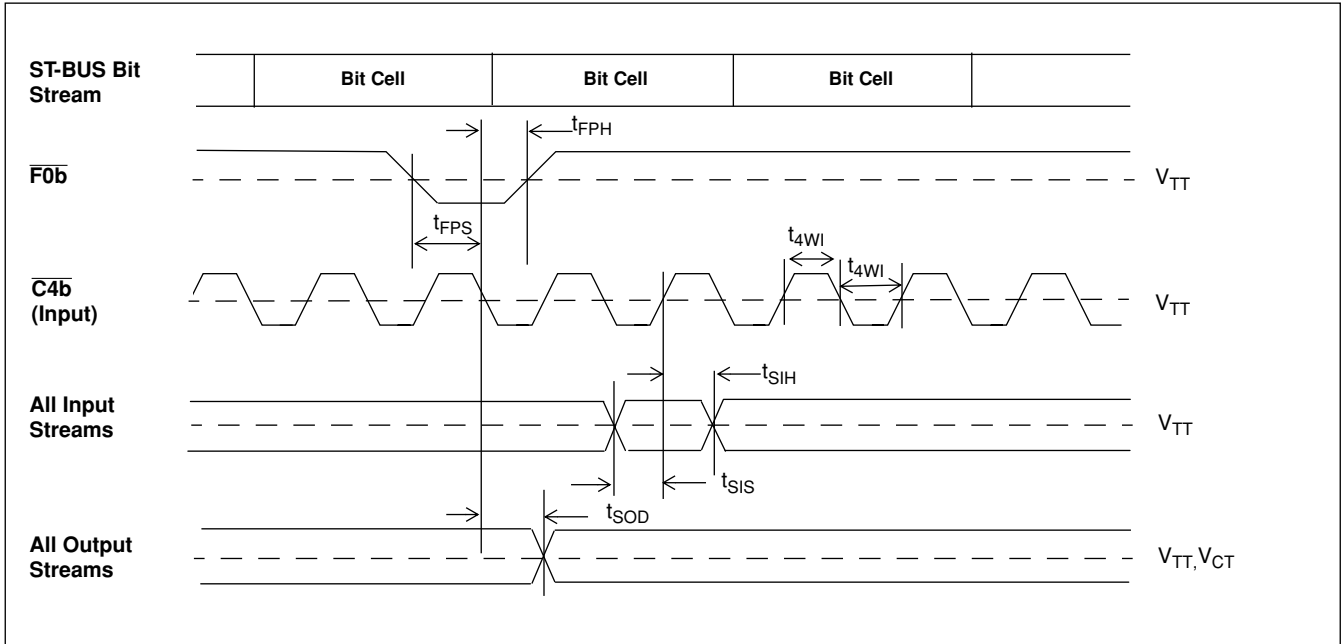 ST-BUS Bit
Stream
Bit Cell
Bit Cell
Bit Cell
tFPH
F0b
VTT
tFPS
t4WI
t4WI
C4b
(Input)
VTT
tSIH
All Input
Streams
VTT
tSIS
tSOD
All Output
Streams
VTT,VCT